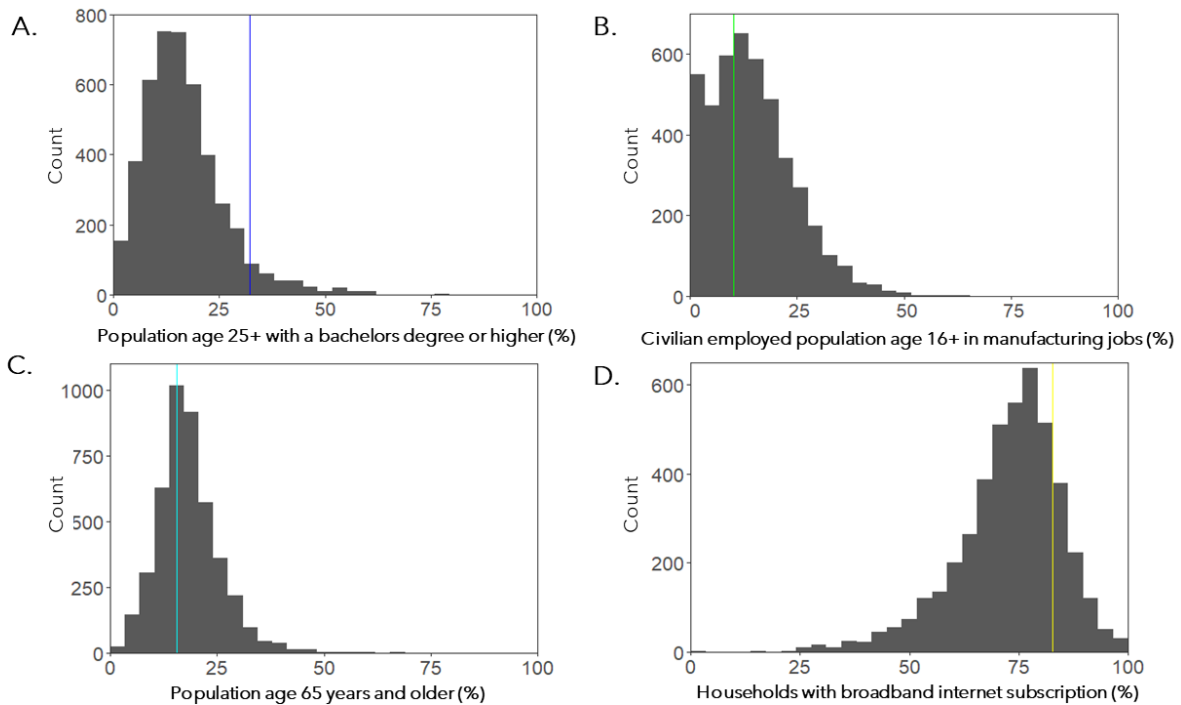 A.
800
600
400
200
0
Count
0 25 50 75 100
Population age 25+ with a bachelors degree or higher (%)
B.
600
400
200
0
Count
0 25 50 75 100
Civilian employed population age 16+ in manufacturing jobs (%)
C.
1000
750
500
250
0
Count
0 25 50 75 100
Population age 65 years and older (%)
D.
600
400
200
0
Count
0 25 50 75 100
Households with broadband internet subscription (%)